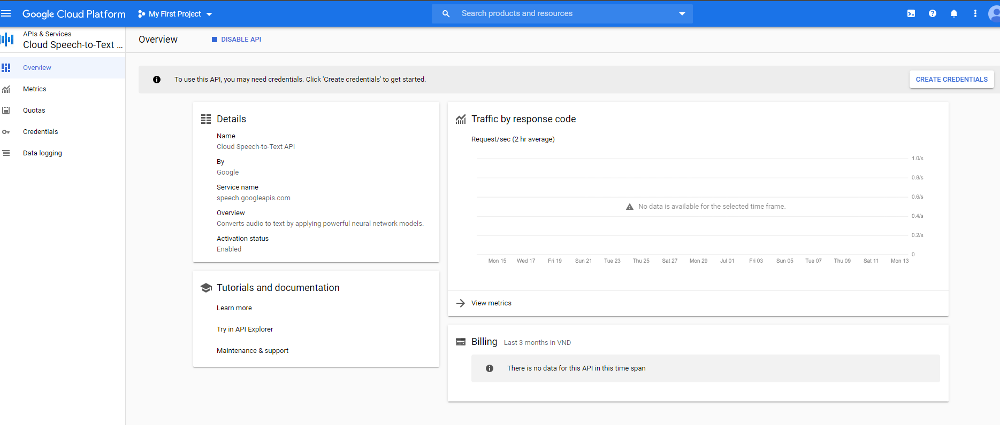 Google Cloud Platform
My First Project
Search products and resources
APIs & Services
Cloud Speech-to-Text ...
Overview
DISABLE API
Overview
Metrics
Quotas
Credentials
Data logging
To use this API, you may need credentials. Click 'Create credentials' to get started.
CREATE CREDENTIALS
Details
Name
Cloud Speech-to-Text API
By
Google
Service name
speech.googleapis.com
Overview
Converts audio to text by applying powerful neural network models.
Activation status
Enabled
Tutorials and documentation
Learn more
Try in API Explorer
Maintenance & support
Traffic by response code
Request/sec (2 hr average)
1.0/s
0.8/s
0.6/s
No data is available for the selected time frame.
0.4/s
0.2/s
0
Mon 15 Wed 17 Fri 19 Sun 21 Tue 23 Thu 25 Sat 27 Mon 29 Jul 01 Fri 03 Sun 05 Tue 07 Thu 09 Sat 11 Mon 13
View metrics
Billing Last 3 months in VND
There is no data for this API in this time span